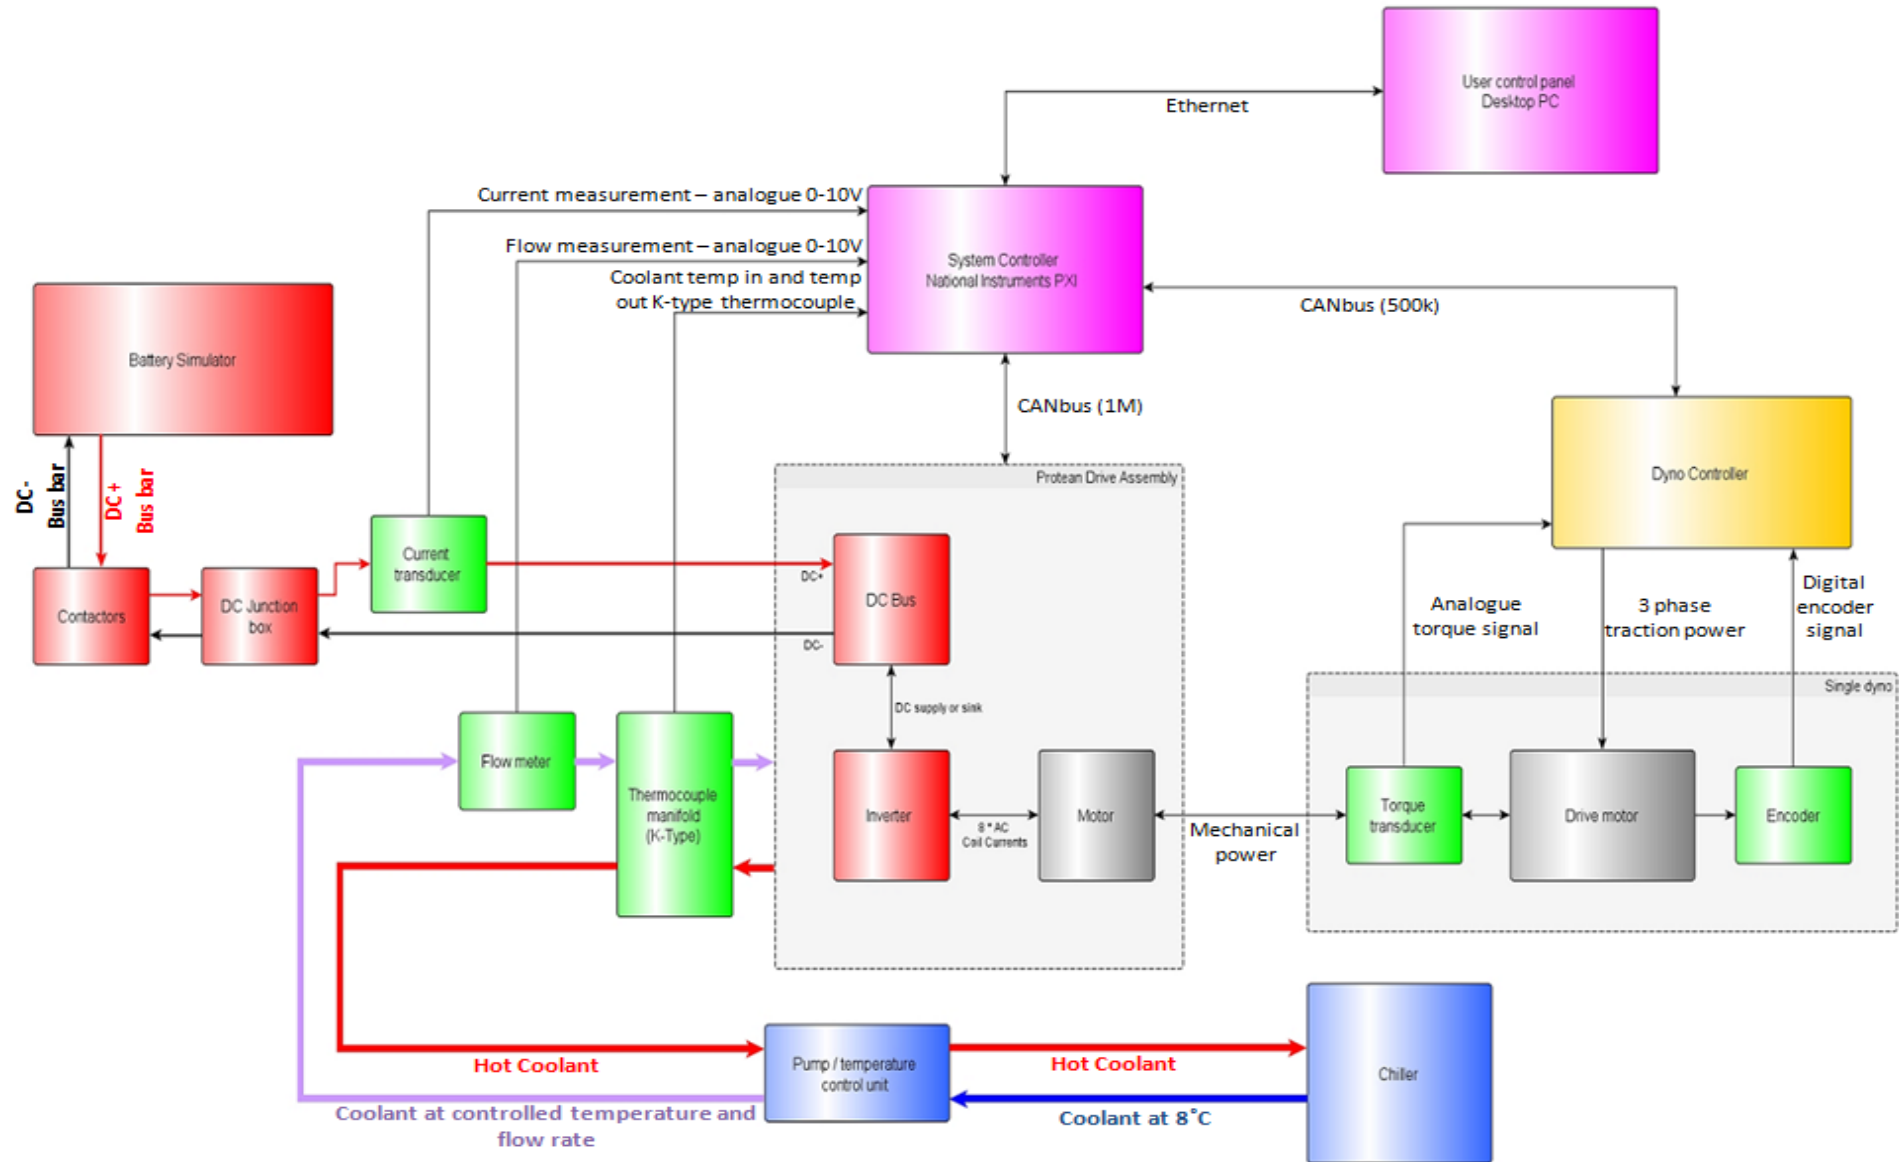 User control panel
Desktop PC
Ethernet
Current measurement – analogue 0-10V
Flow measurement – analogue 0-10V
Coolant temp in and temp
out K-type thermocouple
System Controller
National Instruments PXI
CANbus (500k)
Battery Simulator
CANbus (1M)
DC-
Bus bar
DC+
Bus bar
Protean Drive Assembly
Dyno Controller
Current
transducer
DC+
DC Bus
Contactors
DC Junction
box
DC-
Analogue
torque signal
3 phase
traction power
Digital
encoder
signal
DC supply or sink
Single dyno
Flow meter
Thermocouple
manifold
(K-Type)
Inverter
8 * AC
Coil Currents
Motor
Mechanical
power
Torque
transducer
Drive motor
Encoder
Hot Coolant
Pump / temperature
control unit
Hot Coolant
Chiller
Coolant at controlled temperature and
flow rate
Coolant at 8°C